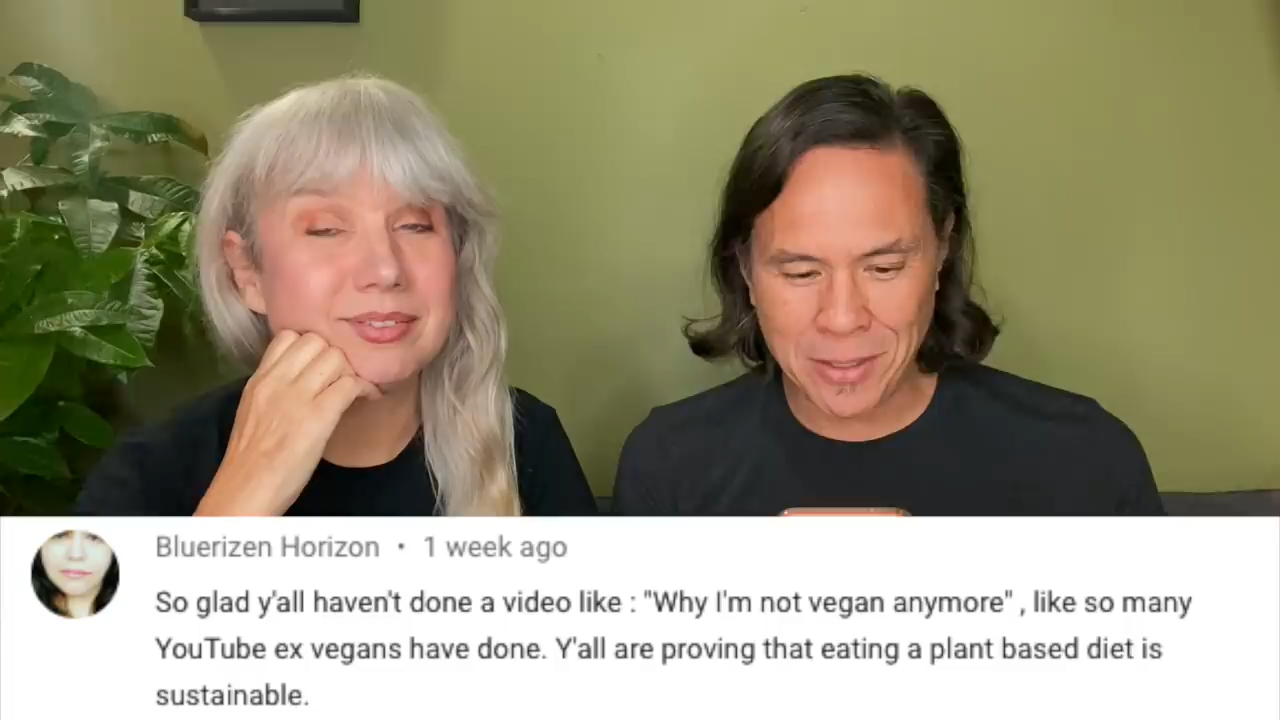 Bluerizen Horizon • 1 week ago
So glad y'all haven't done a video like : "Why I'm not vegan anymore" , like so many
YouTube ex vegans have done. Y'all are proving that eating a plant based diet is
sustainable.